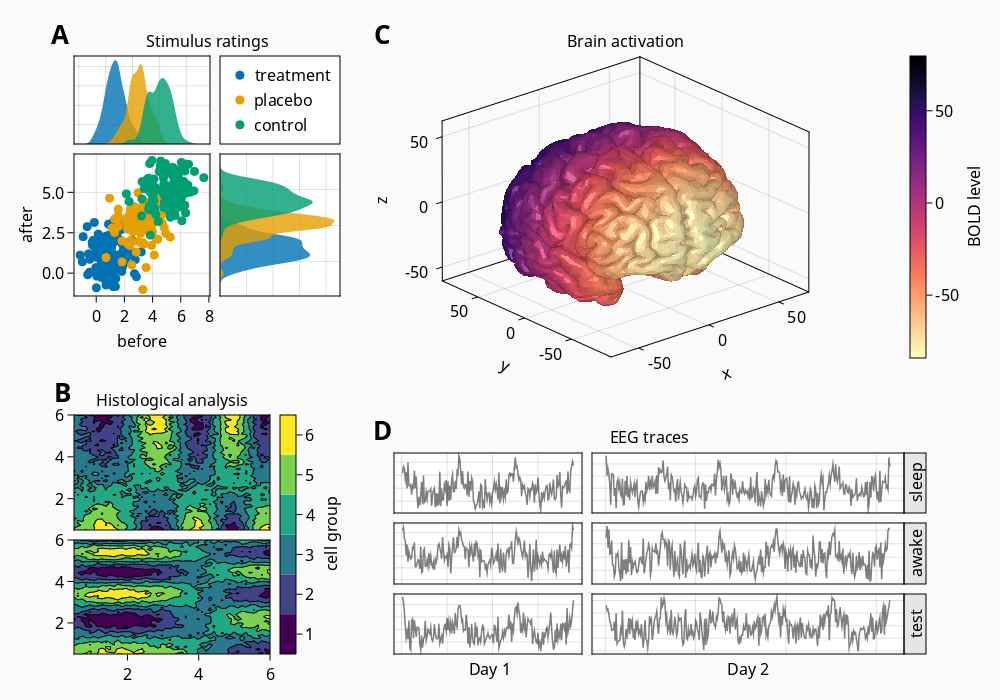 A
Stimulus ratings
treatment
placebo
control
after
5.0
2.5
0.0
0 2 4 6 8
before
C
Brain activation
z
50
0
-50
50
0
-50
y
-50
0
50
x
50
0
-50
BOLD level
B
Histological analysis
6
4
2
6
4
2
2 4 6
6
5
4
3
2
1
cell group
D
EEG traces
sleep
awake
test
Day 1 Day 2